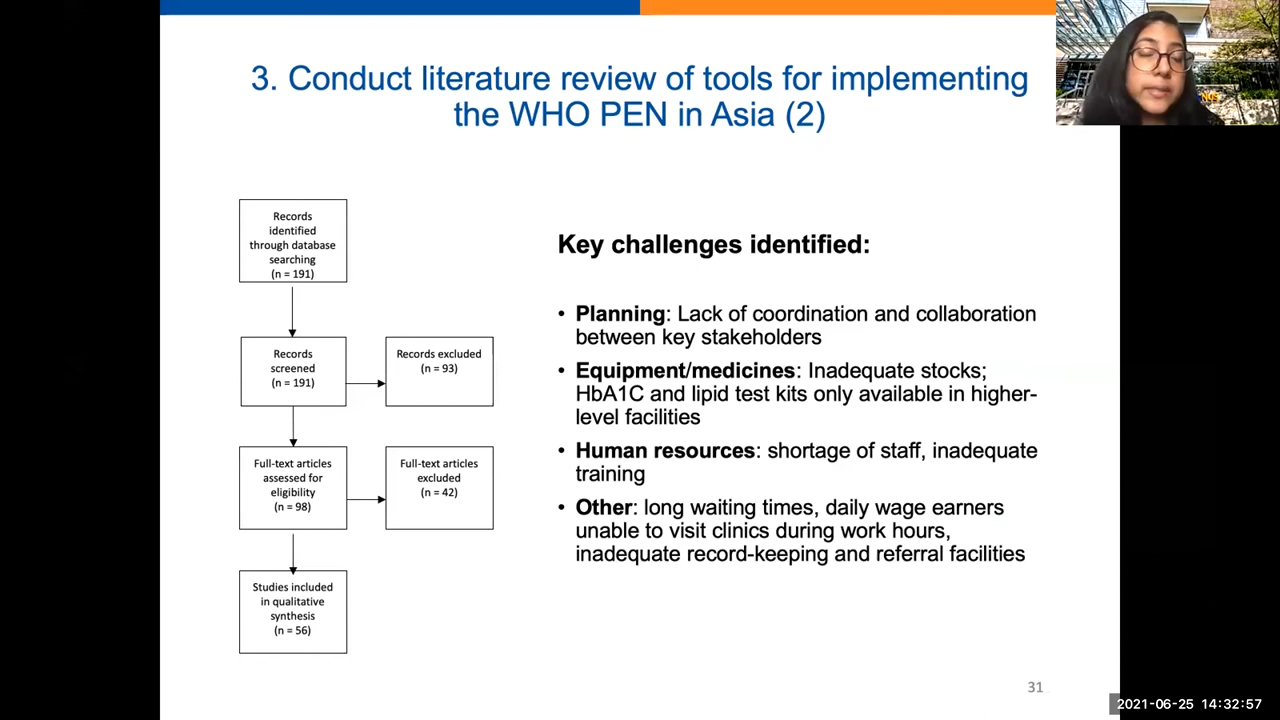 3. Conduct literature review of tools for implementing
the WHO PEN in Asia (2)
Records
identified
through database
searching
(n = 191)
Records
screened
(n = 191)
Records excluded
(n = 93)
Full-text articles
assessed for
eligibility
(n = 98)
Full-text articles
excluded
(n = 42)
Studies included
in qualitative
synthesis
(n = 56)
Key challenges identified:
• Planning: Lack of coordination and collaboration
between key stakeholders
• Equipment/medicines: Inadequate stocks;
HbA1C and lipid test kits only available in higher-
level facilities
• Human resources: shortage of staff, inadequate
training
• Other: long waiting times, daily wage earners
unable to visit clinics during work hours,
inadequate record-keeping and referral facilities
31
2021-06-25 14:32:57